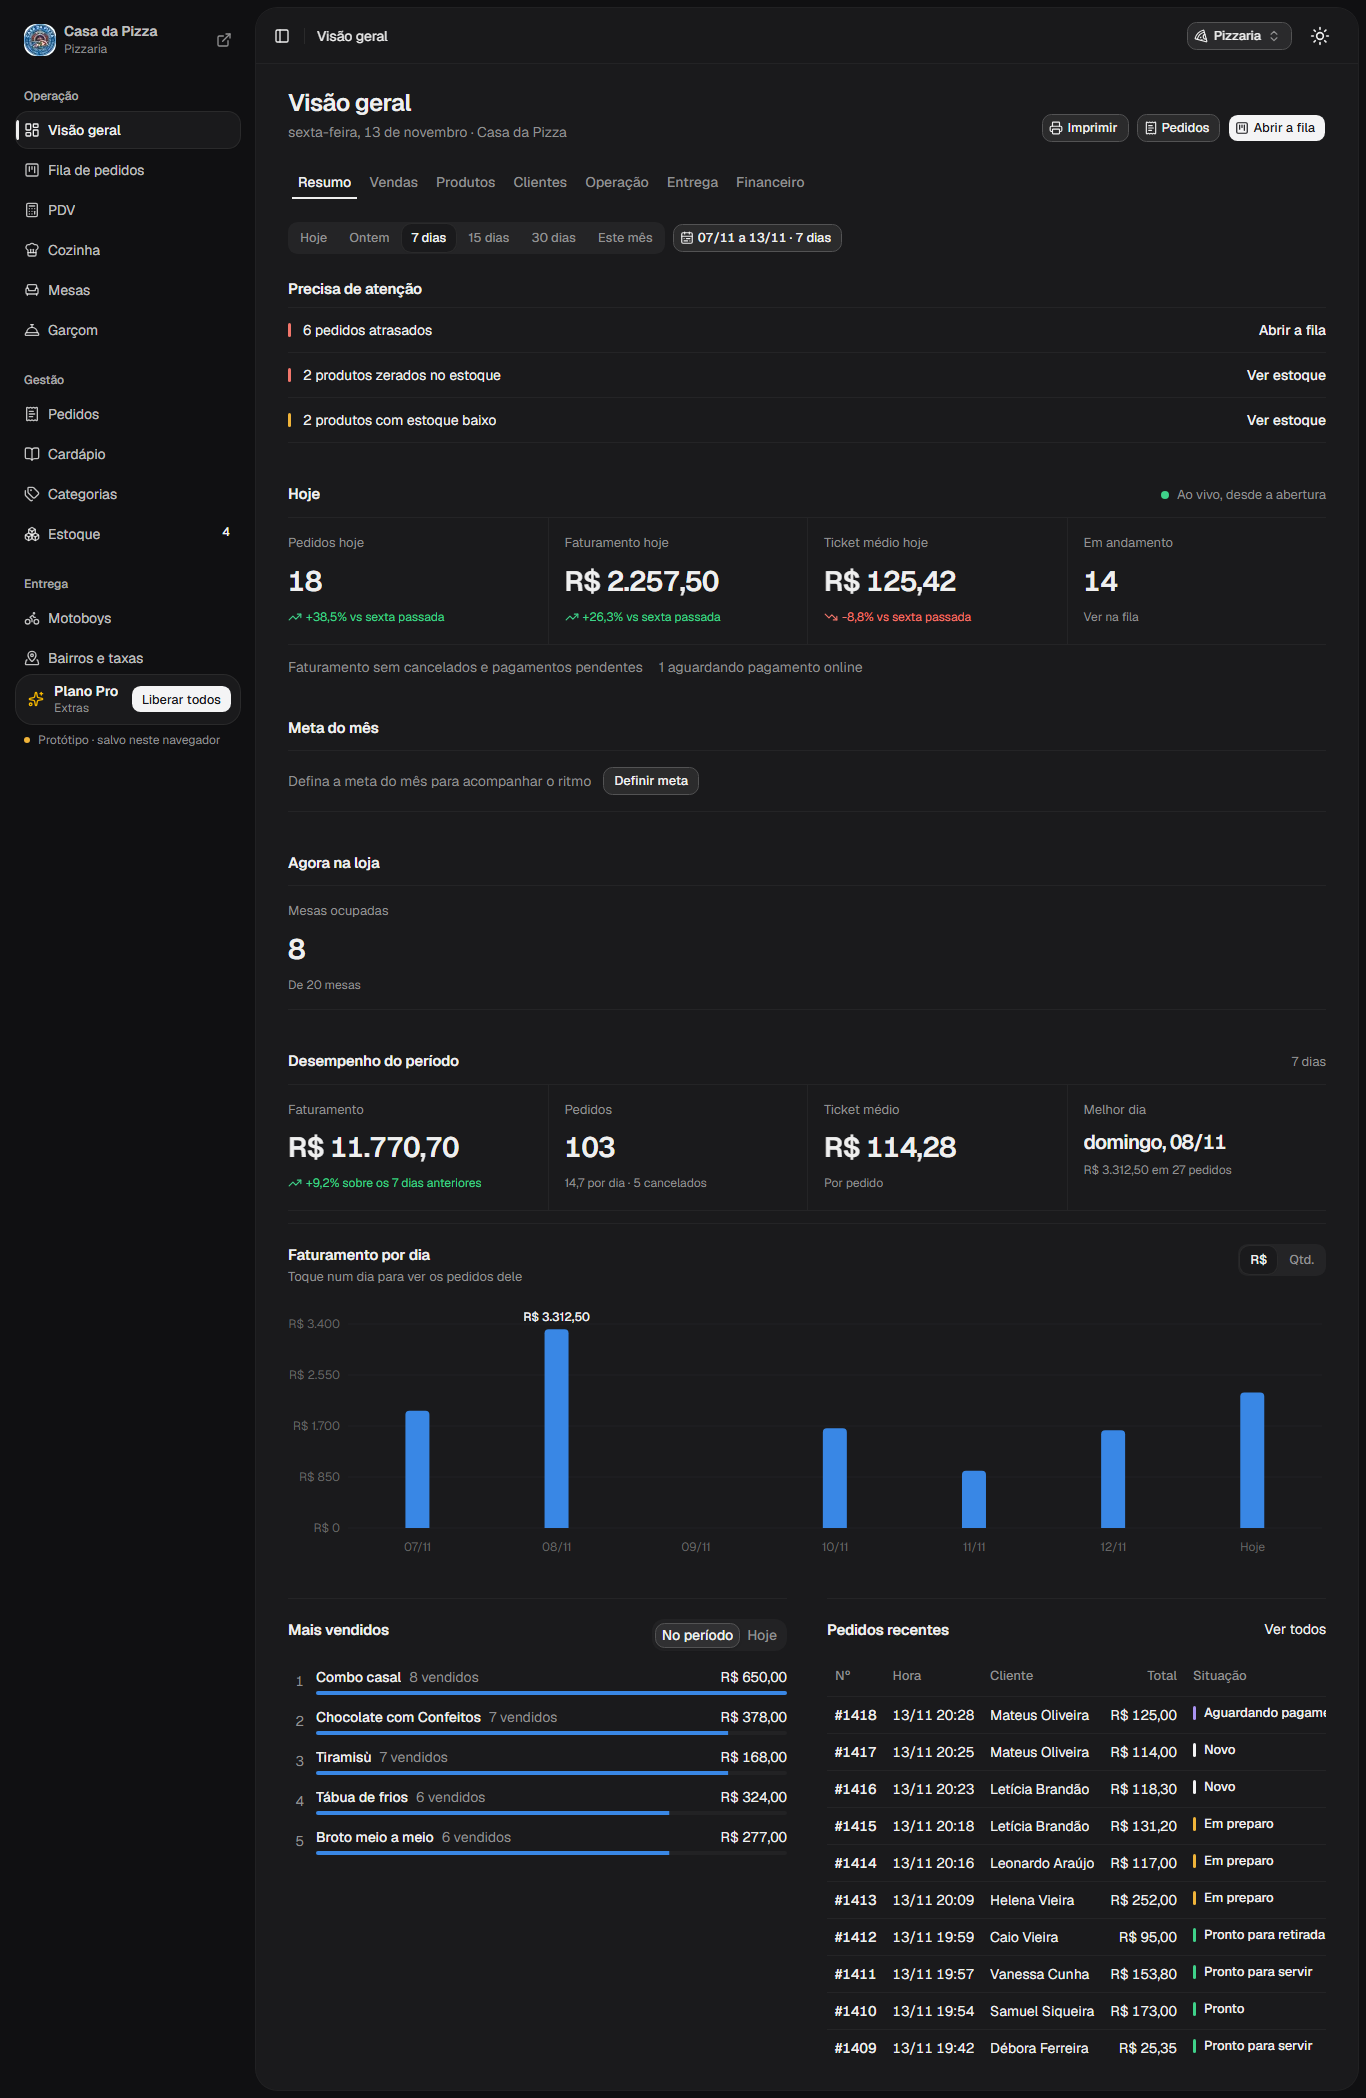 Casa da Pizza
Pizzaria
Operação
Visão geral
Fila de pedidos
PDV
Cozinha
Mesas
Garçom
Gestão
Pedidos
Cardápio
Categorias
Estoque 4
Entrega
Motoboys
Bairros e taxas
Plano Pro
Extras
Liberar todos
Protótipo · salvo neste navegador
Visão geral
Pizzaria
Visão geral
sexta-feira, 13 de novembro · Casa da Pizza
Imprimir Pedidos Abrir a fila
Resumo Vendas Produtos Clientes Operação Entrega Financeiro
Hoje Ontem 7 dias 15 dias 30 dias Este mês 07/11 a 13/11 · 7 dias
Precisa de atenção
6 pedidos atrasados Abrir a fila
2 produtos zerados no estoque Ver estoque
2 produtos com estoque baixo Ver estoque
Hoje Ao vivo, desde a abertura
Pedidos hoje Faturamento hoje Ticket médio hoje Em andamento
18 R$ 2.257,50 R$ 125,42 14
+38,5% vs sexta passada +26,3% vs sexta passada -8,8% vs sexta passada Ver na fila
Faturamento sem cancelados e pagamentos pendentes 1 aguardando pagamento online
Meta do mês
Defina a meta do mês para acompanhar o ritmo Definir meta
Agora na loja
Mesas ocupadas
8
De 20 mesas
Desempenho do período 7 dias
Faturamento Pedidos Ticket médio Melhor dia
R$ 11.770,70 103 R$ 114,28 domingo, 08/11
+9,2% sobre os 7 dias anteriores 14,7 por dia · 5 cancelados Por pedido R$ 3.312,50 em 27 pedidos
Faturamento por dia R$ Qtd.
Toque num dia para ver os pedidos dele
R$ 3.312,50
R$ 3.400
R$ 2.550
R$ 1.700
R$ 850
R$ 0
07/11 08/11 09/11 10/11 11/11 12/11 Hoje
Mais vendidos No período Hoje
1 Combo casal 8 vendidos R$ 650,00
2 Chocolate com Confeitos 7 vendidos R$ 378,00
3 Tiramisù 7 vendidos R$ 168,00
4 Tábua de frios 6 vendidos R$ 324,00
5 Broto meio a meio 6 vendidos R$ 277,00
Pedidos recentes Ver todos
Nº Hora Cliente Total Situação
#1418 13/11 20:28 Mateus Oliveira R$ 125,00 Aguardando pagame
#1417 13/11 20:25 Mateus Oliveira R$ 114,00 Novo
#1416 13/11 20:23 Letícia Brandão R$ 118,30 Novo
#1415 13/11 20:18 Letícia Brandão R$ 131,20 Em preparo
#1414 13/11 20:16 Leonardo Araújo R$ 117,00 Em preparo
#1413 13/11 20:09 Helena Vieira R$ 252,00 Em preparo
#1412 13/11 19:59 Caio Vieira R$ 95,00 Pronto para retirada
#1411 13/11 19:57 Vanessa Cunha R$ 153,80 Pronto para servir
#1410 13/11 19:54 Samuel Siqueira R$ 173,00 Pronto
#1409 13/11 19:42 Débora Ferreira R$ 25,35 Pronto para servir